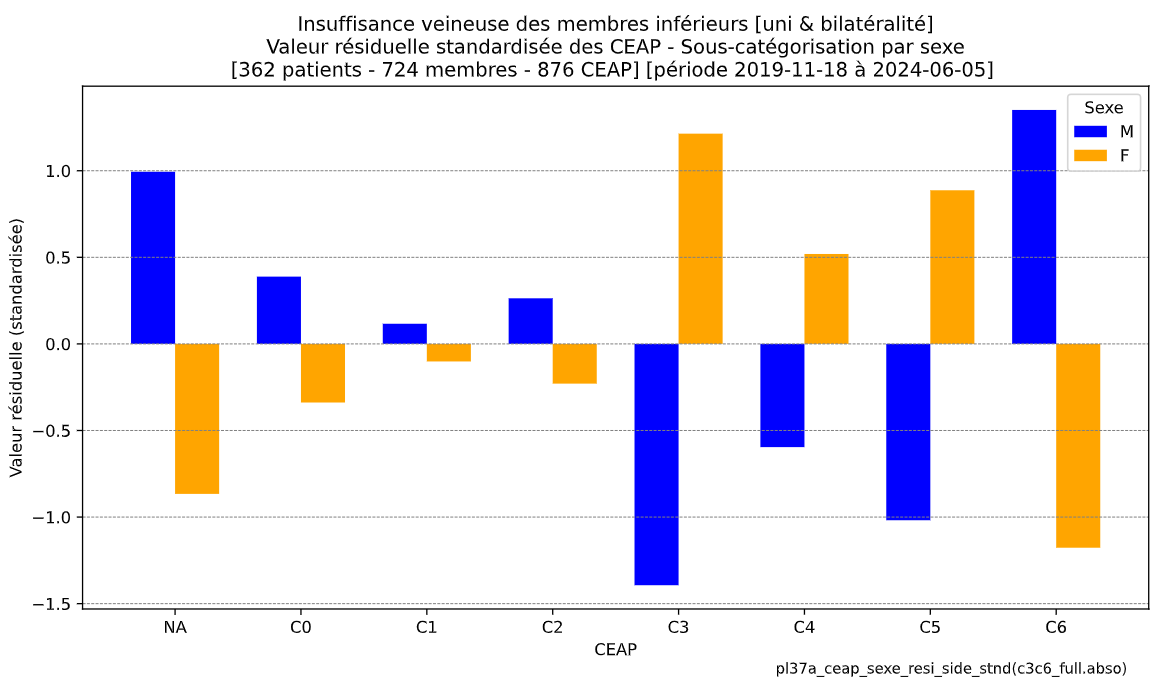 Insuffisance veineuse des membres inférieurs [uni & bilatéralité]
Valeur résiduelle standardisée des CEAP - Sous-catégorisation par sexe
[362 patients - 724 membres - 876 CEAP] [période 2019-11-18 à 2024-06-05]
Sexe
M
F
Valeur résiduelle (standardisée)
1.0
0.5
0.0
−0.5
−1.0
−1.5
NA C0 C1 C2 C3 C4 C5 C6
CEAP
pl37a_ceap_sexe_resi_side_stnd(c3c6_full.abso)